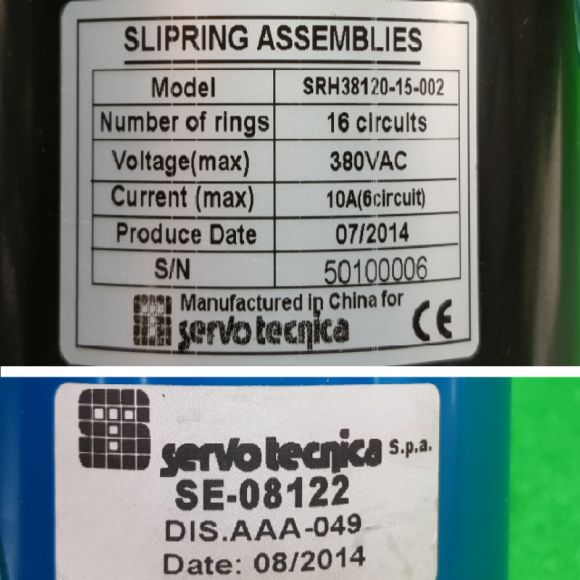 SLIPRING ASSEMBLIES
Model SRH38120-15-002
Number of rings 16 circuits
Voltage(max) 380VAC
Current (max) 10A(6circuit)
Produce Date 07/2014
S/N 50100006
Manufactured in China for
servotecnica CE
servotecnica s.p.a.
SE-08122
DIS.AAA-049
Date: 08/2014